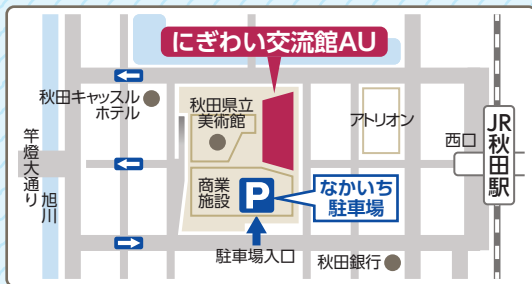 にぎわい交流館AU
秋田キャッスル
ホテル
秋田県立
美術館
アトリオン
西口
JR秋田駅
竿燈大通り
旭川
商業
施設
P
なかいち
駐車場
駐車場入口
秋田銀行